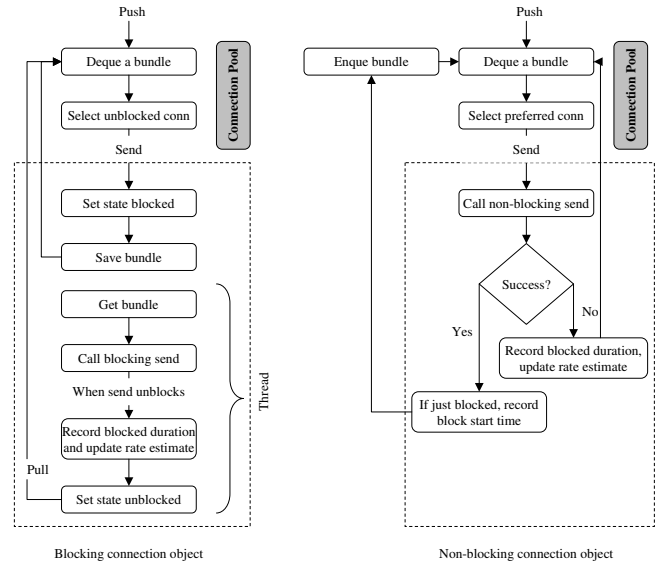 Push
Deque a bundle
Connection Pool
Select unblocked conn
Send
Set state blocked
Save bundle
Get bundle
Call blocking send
When send unblocks
Record blocked duration
and update rate estimate
Pull
Set state unblocked
Thread
Blocking connection object
Push
Enque bundle
Deque a bundle
Connection Pool
Select preferred conn
Send
Call non-blocking send
Success?
No
Yes
Record blocked duration,
update rate estimate
If just blocked, record
block start time
Non-blocking connection object